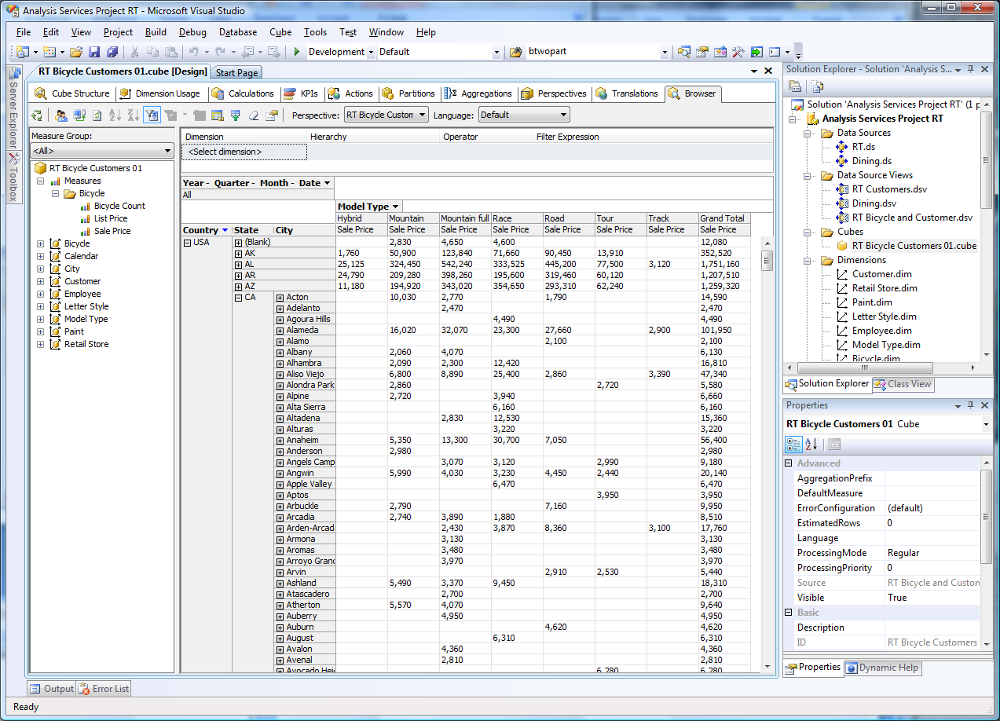 Analysis Services Project RT - Microsoft Visual Studio
File Edit View Project Build Debug Database Cube Tools Test Window Help
Development Default btwopart
Server Explorer
Toolbox
RT Bicycle Customers 01.cube [Design] Start Page
Cube Structure Dimension Usage Calculations KPIs Actions Partitions Aggregations Perspectives Translations Browser
Perspective: RT Bicycle Custom Language: Default
Measure Group:
<All>
RT Bicycle Customers 01
Measures
Bicycle
Bicycle Count
List Price
Sale Price
Bicycle
Calendar
City
Customer
Employee
Letter Style
Model Type
Paint
Retail Store
Dimension Hierarchy Operator Filter Expression
<Select dimension>
Year - Quarter - Month - Date
All
Model Type
Hybrid Mountain Mountain full Race Road Tour Track Grand Total
Country State City Sale Price Sale Price Sale Price Sale Price Sale Price Sale Price Sale Price Sale Price
USA (Blank) 2,830 4,650 4,600 12,080
AK 1,760 50,900 123,840 71,660 90,450 13,910 352,520
AL 25,125 324,450 542,240 333,525 445,200 77,500 3,120 1,751,160
AR 24,790 209,280 398,260 195,600 319,460 60,120 1,207,510
AZ 11,180 194,920 343,020 354,650 293,310 62,240 1,259,320
CA Acton 10,030 2,770 1,790 14,590
Adelanto 2,470 2,470
Agoura Hills 4,490 4,490
Alameda 16,020 32,070 23,300 27,660 2,900 101,950
Alamo 2,100 2,100
Albany 2,060 4,070 6,130
Alhambra 2,090 2,300 12,420 16,810
Aliso Viejo 6,800 8,890 25,400 2,860 3,390 47,340
Alondra Park 2,860 2,720 5,580
Alpine 2,720 3,940 6,660
Alta Sierra 6,160 6,160
Altadena 2,830 12,530 15,360
Alturas 3,220 3,220
Anaheim 5,350 13,300 30,700 7,050 56,400
Anderson 2,980 2,980
Angels Camp 3,070 3,120 2,990 9,180
Angwin 5,990 4,030 3,230 4,450 2,440 20,140
Apple Valley 6,470 6,470
Aptos 3,950 3,950
Arbuckle 2,790 7,160 9,950
Arcadia 2,740 3,890 1,880 8,510
Arden-Arcad 2,430 3,870 8,360 3,100 17,760
Armona 3,130 3,130
Aromas 3,480 3,480
Arroyo Grand 3,970 3,970
Arvin 2,910 2,530 5,440
Ashland 5,490 3,370 9,450 18,310
Atascadero 2,700 2,700
Atherton 5,570 4,070 9,640
Auberry 4,950 4,950
Auburn 4,620 4,620
August 6,310 6,310
Avalon 4,360 4,360
Avenal 2,810 2,810
Avocado Hei 6,280 6,280
Solution Explorer - Solution 'Analysis S...
Solution 'Analysis Services Project RT' (1 p
Analysis Services Project RT
Data Sources
RT.ds
Dining.ds
Data Source Views
RT Customers.dsv
Dining.dsv
RT Bicycle and Customer.dsv
Cubes
RT Bicycle Customers 01.cube
Dimensions
Customer.dim
Retail Store.dim
Paint.dim
Letter Style.dim
Employee.dim
Model Type.dim
Bicycle.dim
Solution Explorer Class View
Properties
RT Bicycle Customers 01 Cube
Advanced
AggregationPrefix
DefaultMeasure
ErrorConfiguration (default)
EstimatedRows 0
Language
ProcessingMode Regular
ProcessingPriority 0
Source RT Bicycle and Custon
Visible True
Basic
Description
ID RT Bicycle Customers
Properties Dynamic Help
Output Error List
Ready